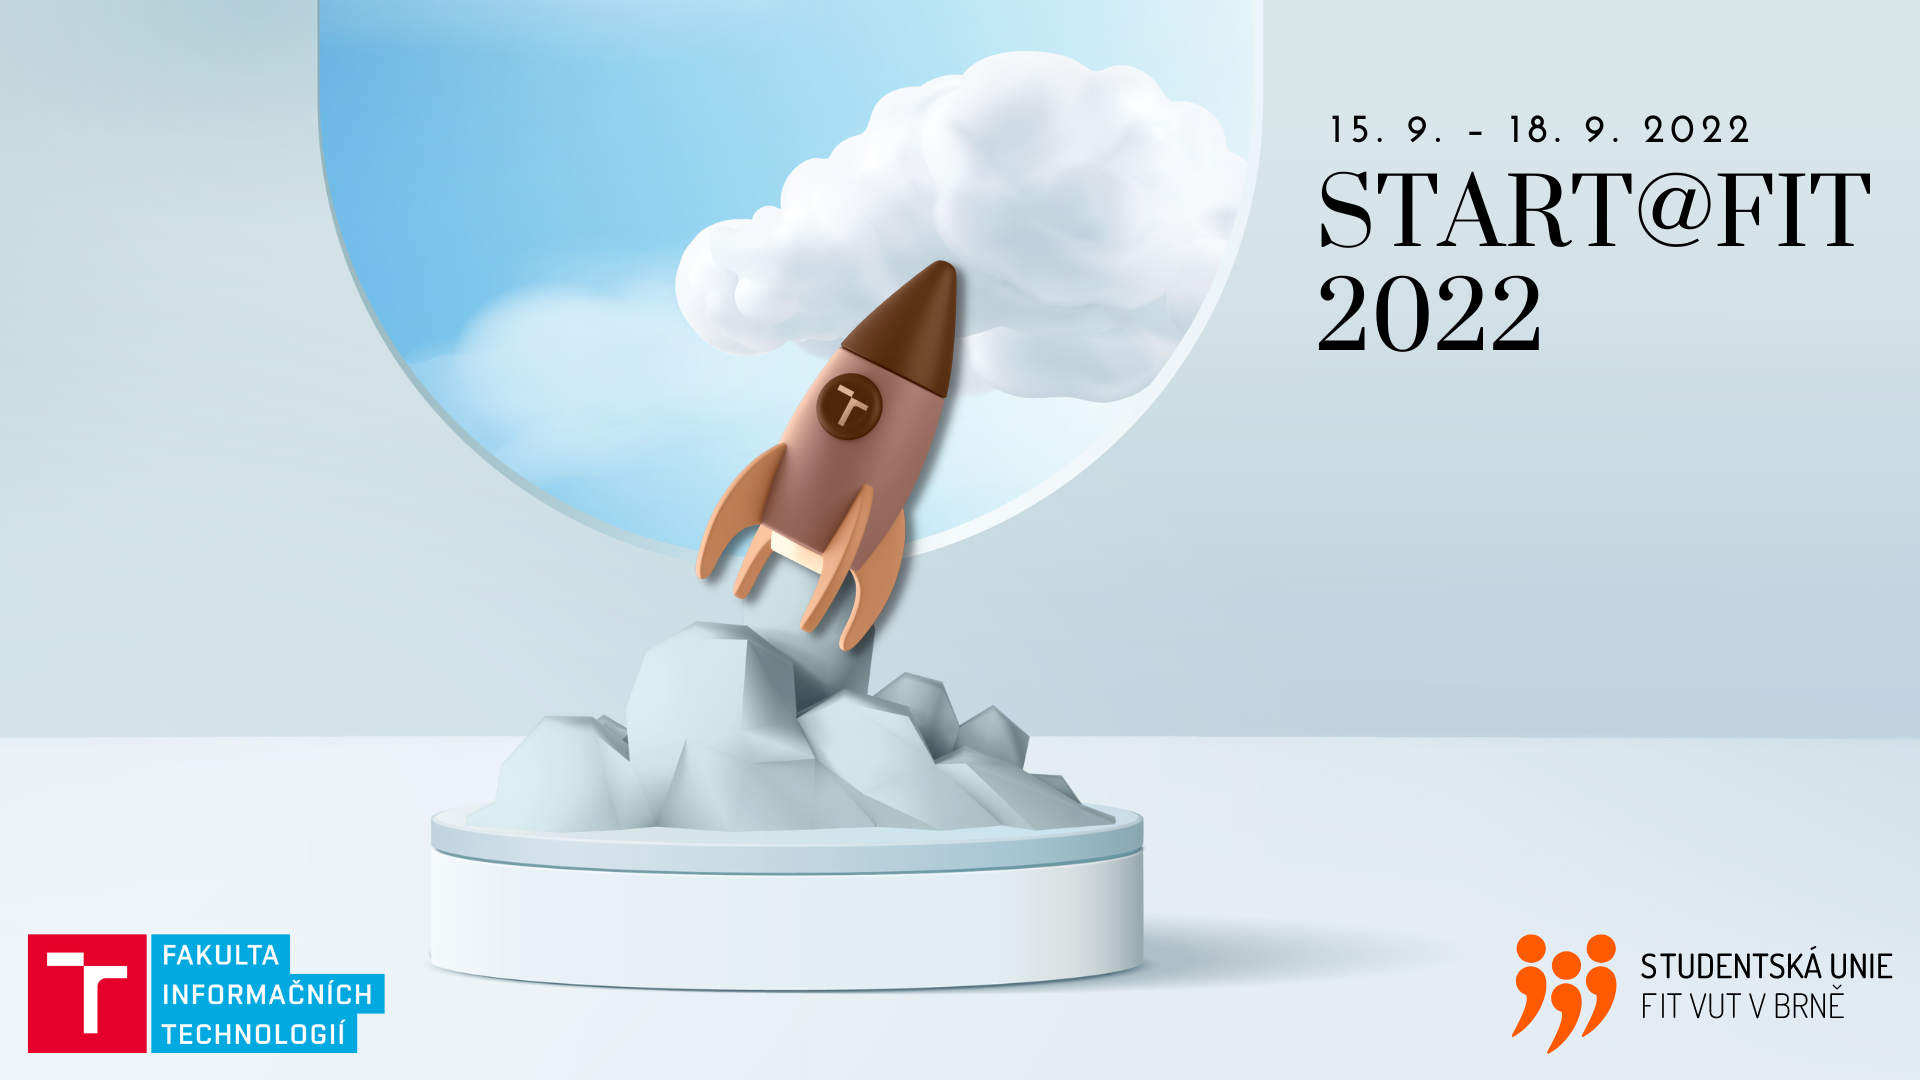 15. 9. - 18. 9. 2022
START@FIT
2022
FAKULTA
INFORMAČNÍCH
TECHNOLOGIÍ
STUDENTSKÁ UNIE
FIT VUT V BRNĚ